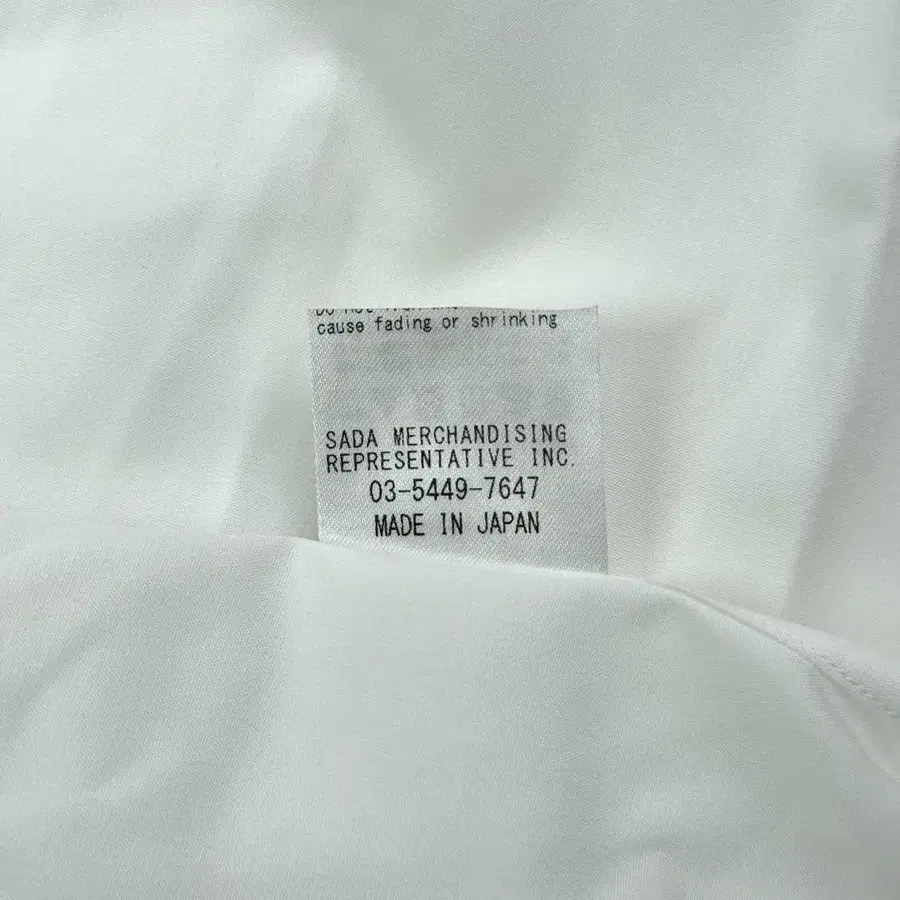 cause fading or shrinking
SADA MERCHANDISING
REPRESENTATIVE INC.
03-5449-7647
MADE IN JAPAN